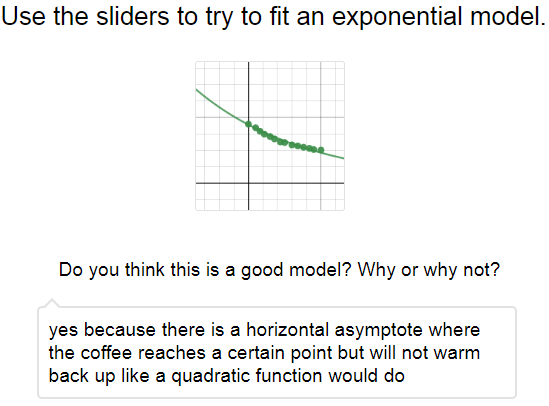 Use the sliders to try to fit an exponential model.
Do you think this is a good model? Why or why not?
yes because there is a horizontal asymptote where
the coffee reaches a certain point but will not warm
back up like a quadratic function would do